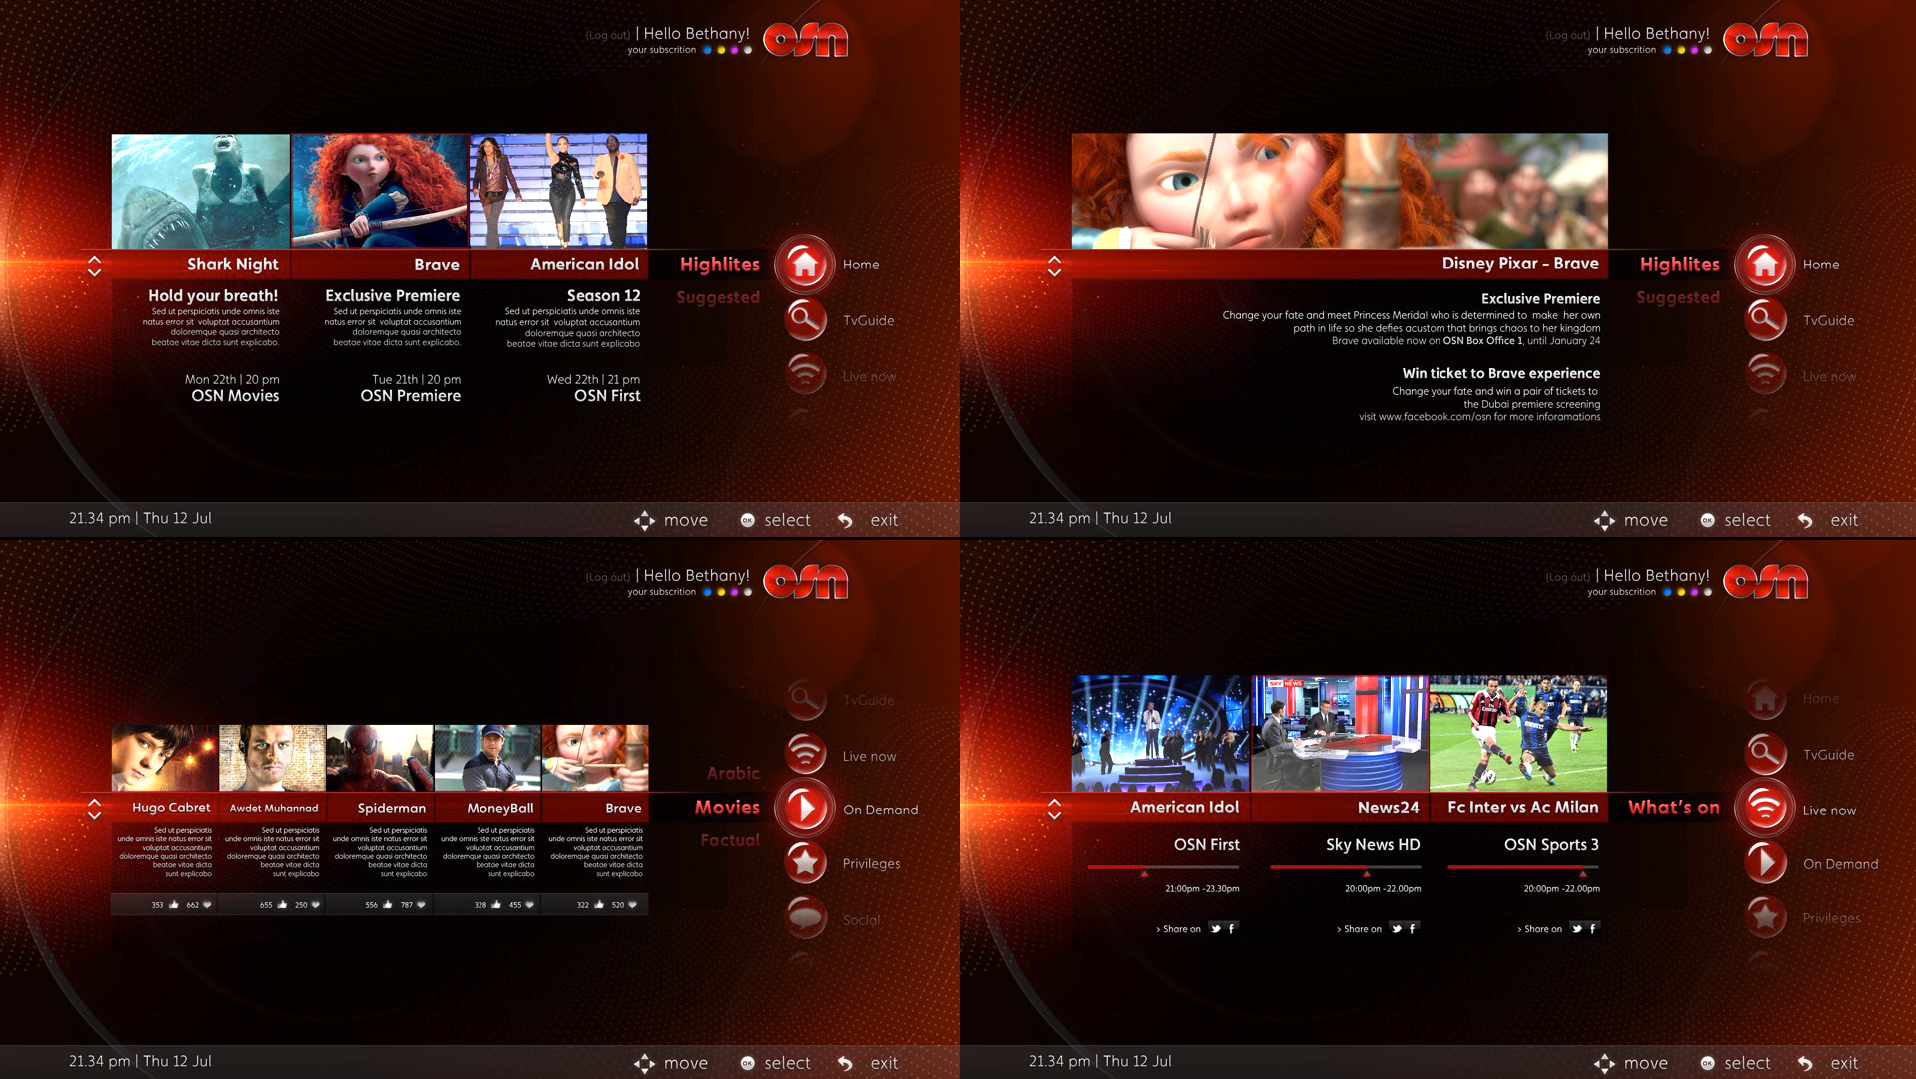 (Log out) | Hello Bethany!
your subscrition
osn
Shark Night
Brave
American Idol
Highlites
Home
Hold your breath!
Sed ut perspiciatis unde omnis iste
natus error sit voluptat accusantium
doloremque quasi architecto
beatae vitae dicta sunt explicabo.
Exclusive Premiere
Sed ut perspiciatis unde omnis iste
natus error sit voluptat accusantium
doloremque quasi architecto
beatae vitae dicta sunt explicabo.
Season 12
Sed ut perspiciatis unde omnis iste
natus error sit voluptat accusantium
doloremque quasi architecto
beatae vitae dicta sunt explicabo
Suggested
TvGuide
Live now
Mon 22th | 20 pm
OSN Movies
Tue 21th | 20 pm
OSN Premiere
Wed 22th | 21 pm
OSN First
21.34 pm | Thu 12 Jul
move
OK
select
exit
(Log out) | Hello Bethany!
your subscrition
osn
Disney Pixar - Brave
Highlites
Home
Suggested
TvGuide
Live now
Exclusive Premiere
Change your fate and meet Princess Merida! who is determined to make her own
path in life so she defies acustom that brings chaos to her kingdom
Brave available now on OSN Box Office 1, until January 24
Win ticket to Brave experience
Change your fate and win a pair of tickets to
the Dubai premiere screening
visit www.facebook.com/osn for more inforamations
21.34 pm | Thu 12 Jul
move
OK
select
exit
(Log out) | Hello Bethany!
your subscrition
osn
TvGuide
Live now
Arabic
Hugo Cabret
Awdet Muhannad
Spiderman
MoneyBall
Brave
Movies
On Demand
Factual
Privileges
Social
Sed ut perspiciatis
unde omnis iste natus error sit
voluptat accusantium
doloremque quasi architecto
beatae vitae dicta
sunt explicabo
Sed ut perspiciatis
unde omnis iste natus error sit
voluptat accusantium
doloremque quasi architecto
beatae vitae dicta
sunt explicabo
Sed ut perspiciatis
unde omnis iste natus error sit
voluptat accusantium
doloremque quasi architecto
beatae vitae dicta
sunt explicabo
Sed ut perspiciatis
unde omnis iste natus error sit
voluptat accusantium
doloremque quasi architecto
beatae vitae dicta
sunt explicabo
Sed ut perspiciatis
unde omnis iste natus error sit
voluptat accusantium
doloremque quasi architecto
beatae vitae dicta
sunt explicabo
353 662
655 250
556 787
328 455
322 520
21.34 pm | Thu 12 Jul
move
OK
select
exit
(Log out) | Hello Bethany!
your subscrition
osn
SKY NEWS
Home
TvGuide
American Idol
News24
Fc Inter vs Ac Milan
What's on
Live now
On Demand
Privileges
OSN First
21:00pm -23.30pm
> Share on
Sky News HD
20:00pm -22.00pm
> Share on
OSN Sports 3
20:00pm -22.00pm
> Share on
21.34 pm | Thu 12 Jul
move
OK
select
exit